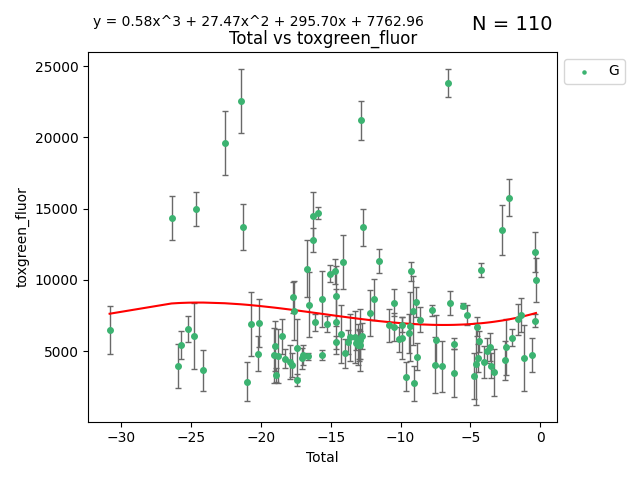 y = 0.58x^3 + 27.47x^2 + 295.70x + 7762.96
N = 110
Total vs toxgreen_fluor
G
25000
20000
15000
10000
5000
toxgreen_fluor
−30
−25
−20
−15
−10
−5
0
Total